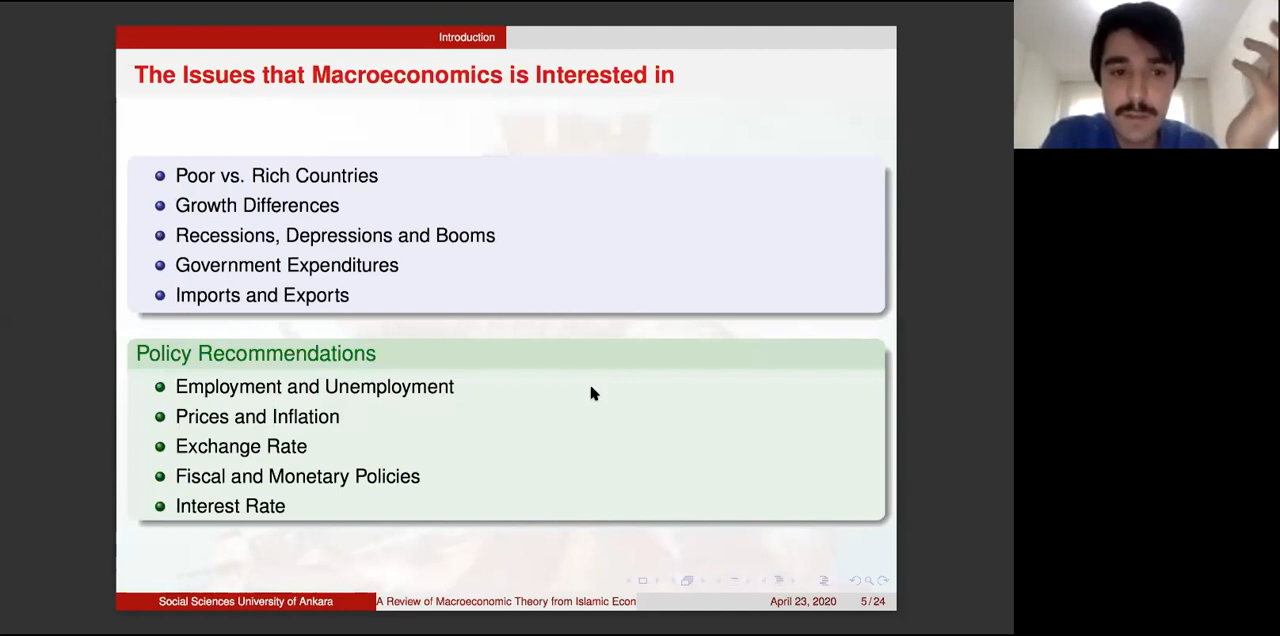 Introduction
The Issues that Macroeconomics is Interested in
Poor vs. Rich Countries
Growth Differences
Recessions, Depressions and Booms
Government Expenditures
Imports and Exports
Policy Recommendations
Employment and Unemployment
Prices and Inflation
Exchange Rate
Fiscal and Monetary Policies
Interest Rate
Social Sciences University of Ankara A Review of Macroeconomic Theory from Islamic Econ April 23, 2020 5 / 24